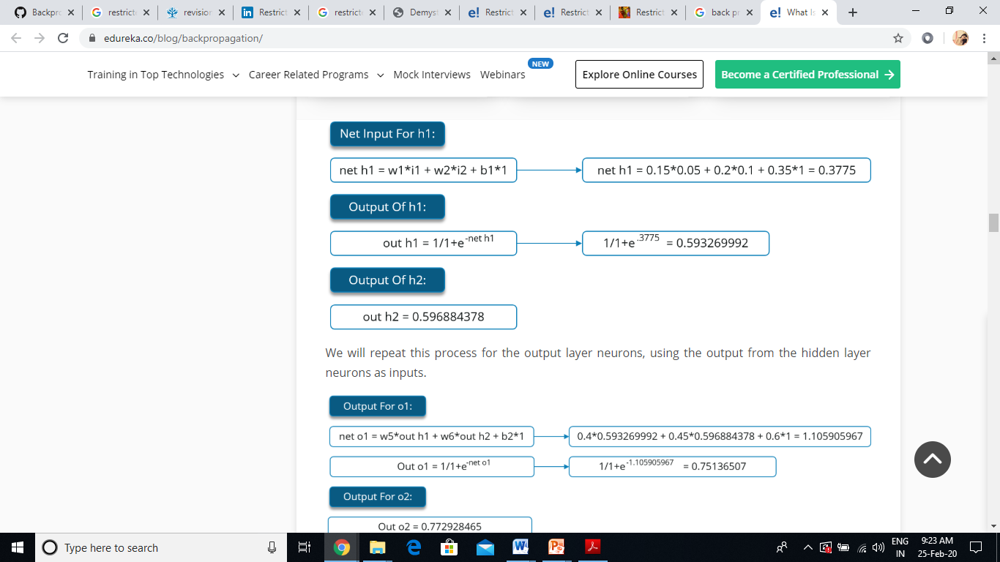 Backpro
restricte
revision
Restrict
restricte
Demyst
Restrict
Restrict
Restrict
back pr
What Is
edureka.co/blog/backpropagation/
Training in Top Technologies Career Related Programs Mock Interviews Webinars NEW Explore Online Courses Become a Certified Professional →
Net Input For h1:
net h1 = w1*i1 + w2*i2 + b1*1 net h1 = 0.15*0.05 + 0.2*0.1 + 0.35*1 = 0.3775
Output Of h1:
out h1 = 1/1+e-net h1 1/1+e.3775 = 0.593269992
Output Of h2:
out h2 = 0.596884378
We will repeat this process for the output layer neurons, using the output from the hidden layer
neurons as inputs.
Output For o1:
net o1 = w5*out h1 + w6*out h2 + b2*1 0.4*0.593269992 + 0.45*0.596884378 + 0.6*1 = 1.105905967
Out o1 = 1/1+e-net o1 1/1+e-1.105905967 = 0.75136507
Output For o2:
Out o2 = 0.772928465
Type here to search
ENG 9:23 AM
IN 25-Feb-20